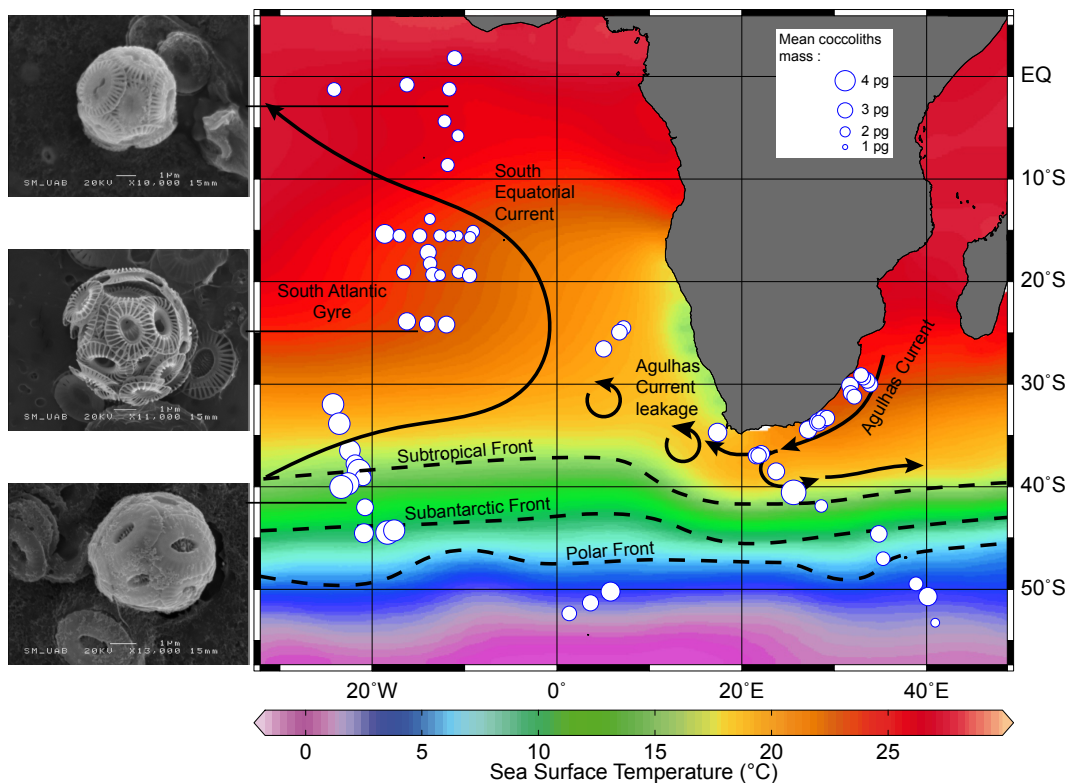 SM_UAB 20KV X10,000 15mm
1μm
SM_UAB 20KV X11,000 15mm
1μm
SM_UAB 20KV X13,000 15mm
1μm
Mean coccoliths
mass :
4 pg
3 pg
2 pg
1 pg
South
Equatorial
Current
South Atlantic
Gyre
Agulhas
Current
leakage
Agulhas Current
Subtropical Front
Subantarctic Front
Polar Front
EQ
10°S
20°S
30°S
40°S
50°S
20˚W
0˚
20˚E
40˚E
0
5
10
15
20
25
Sea Surface Temperature (°C)